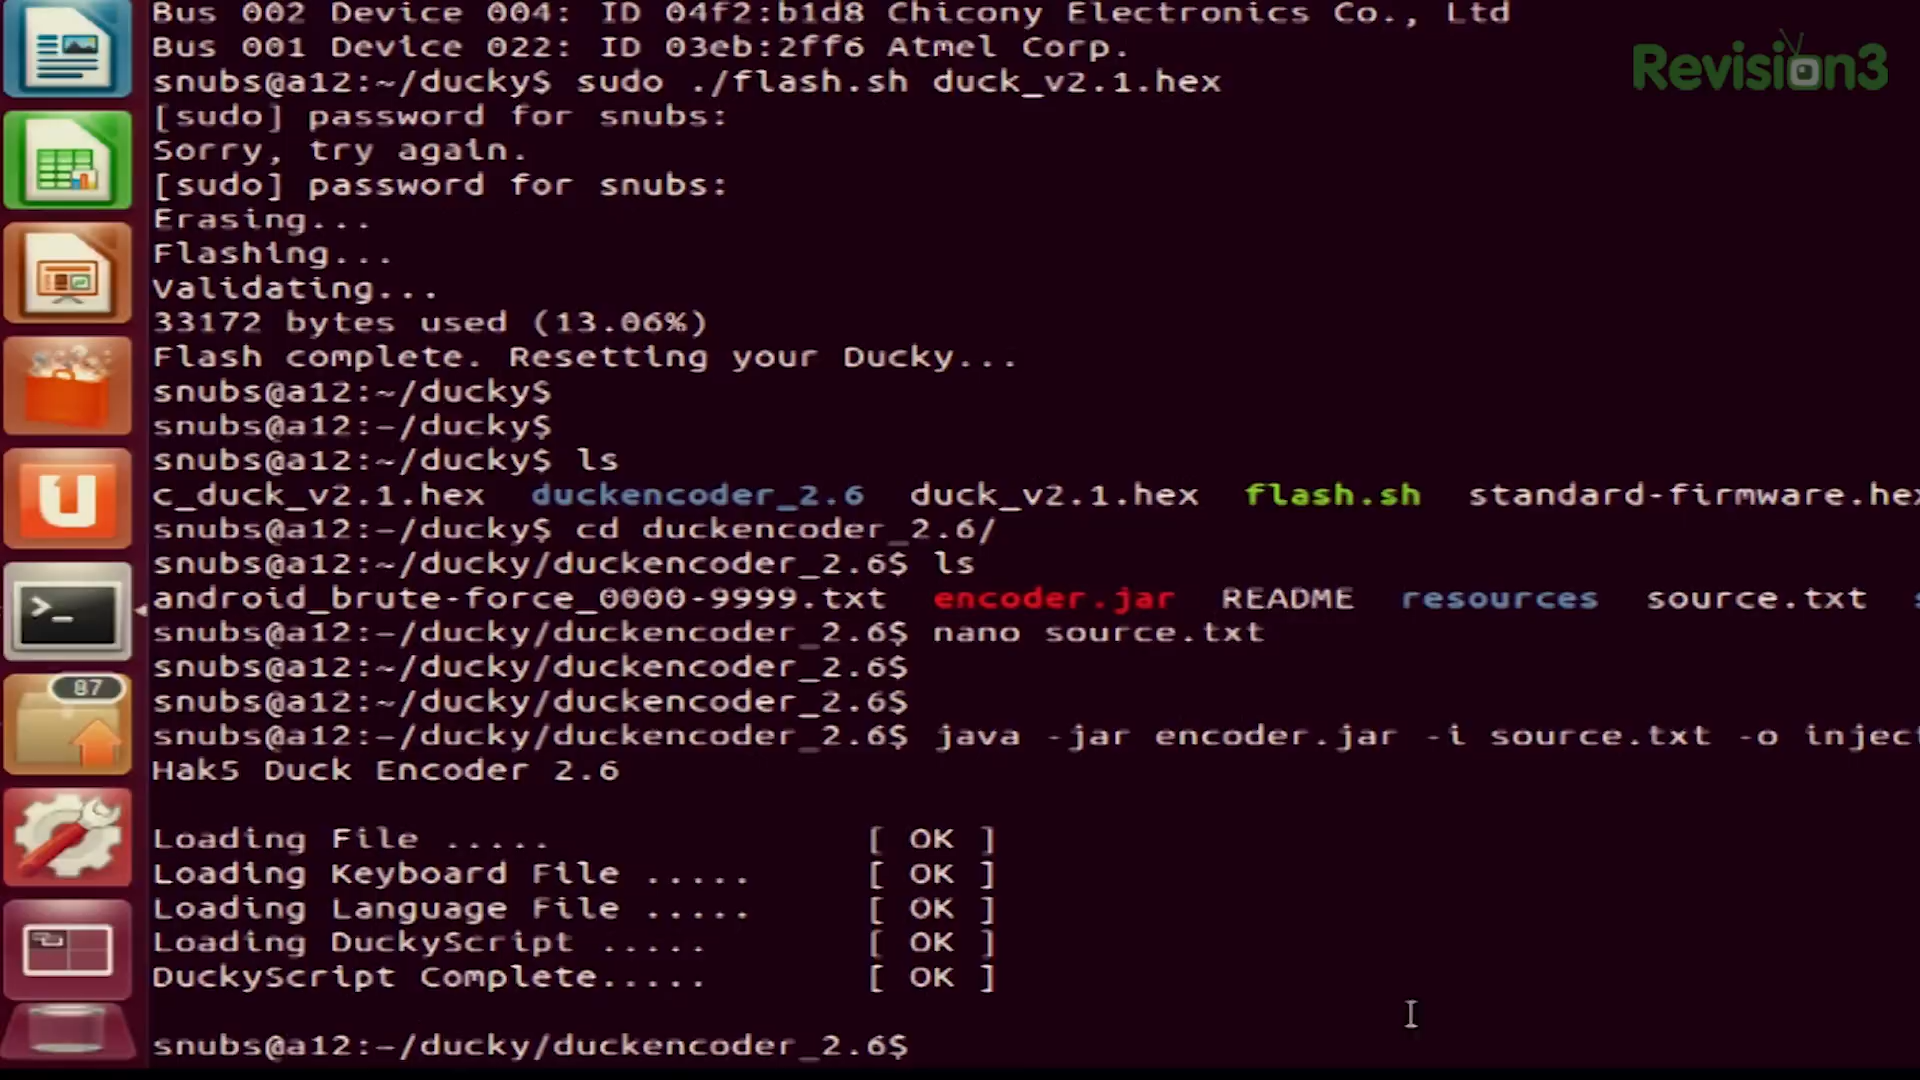 Bus 002 Device 004: ID 04f2:b1d8 Chicony Electronics Co., Ltd
Bus 001 Device 022: ID 03eb:2ff6 Atmel Corp.
Revision3
snubs@a12:~/ducky$ sudo ./flash.sh duck_v2.1.hex
[sudo] password for snubs:
Sorry, try again.
[sudo] password for snubs:
Erasing...
Flashing...
Validating...
33172 bytes used (13.06%)
Flash complete. Resetting your Ducky...
snubs@a12:~/ducky$
snubs@a12:~/ducky$
snubs@a12:~/ducky$ ls
c_duck_v2.1.hex duckencoder_2.6 duck_v2.1.hex flash.sh standard-firmware.hex
snubs@a12:~/ducky$ cd duckencoder_2.6/
snubs@a12:~/ducky/duckencoder_2.6$ ls
android_brute-force_0000-9999.txt encoder.jar README resources source.txt
snubs@a12:~/ducky/duckencoder_2.6$ nano source.txt
snubs@a12:~/ducky/duckencoder_2.6$
snubs@a12:~/ducky/duckencoder_2.6$
snubs@a12:~/ducky/duckencoder_2.6$ java -jar encoder.jar -i source.txt -o injec
Hak5 Duck Encoder 2.6
Loading File ..... [ OK ]
Loading Keyboard File ..... [ OK ]
Loading Language File ..... [ OK ]
Loading DuckyScript ..... [ OK ]
DuckyScript Complete..... [ OK ]
snubs@a12:~/ducky/duckencoder_2.6$
87